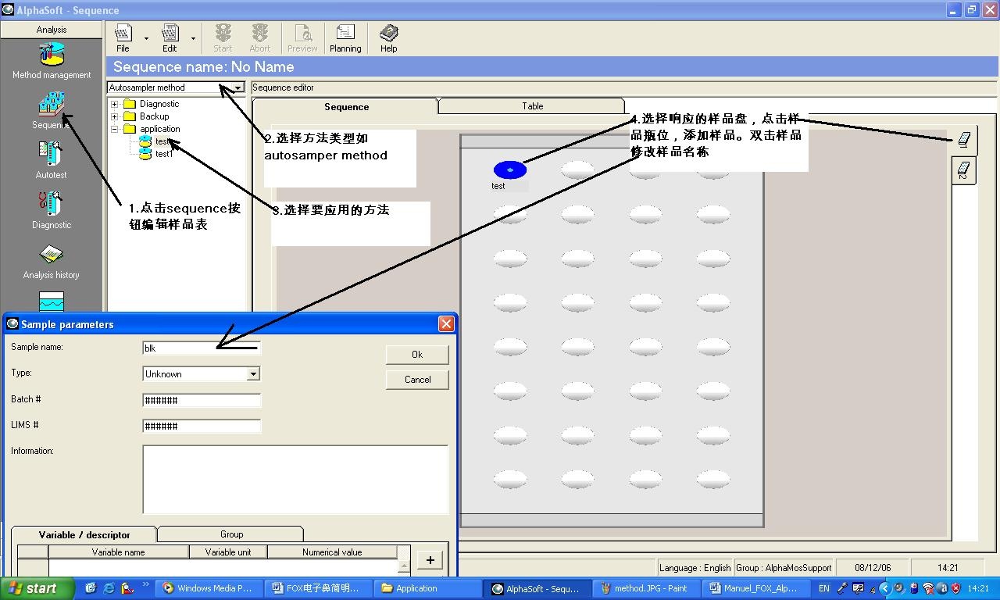 AlphaSoft - Sequence
Analysis
File
Edit
Start
Abort
Preview
Planning
Help
Sequence name: No Name
Method management
Sequence
Autotest
Diagnostic
Analysis history
Autosampler method
Diagnostic
Backup
application
test
test1
Sequence editor
Sequence
Table
1.点击sequence按
钮编辑样品表
2.选择方法类型如
autosamper method
3.选择要应用的方法
4.选择响应的样品盘，点击样
品瓶位，添加样品。双击样品
修改样品名称
test
2
Sample parameters
Sample name:
blk
Type:
Unknown
Batch #
######
LIMS #
######
Information:
Ok
Cancel
Variable / descriptor
Group
Variable name
Variable unit
Numerical value
+
Language : English
Group : AlphaMosSupport
08/12/06
14:21
start
Windows Media P...
FOX电子鼻简明...
Application
AlphaSoft - Sequ...
method.JPG - Paint
Manuel_FOX_Alp...
EN
14:21